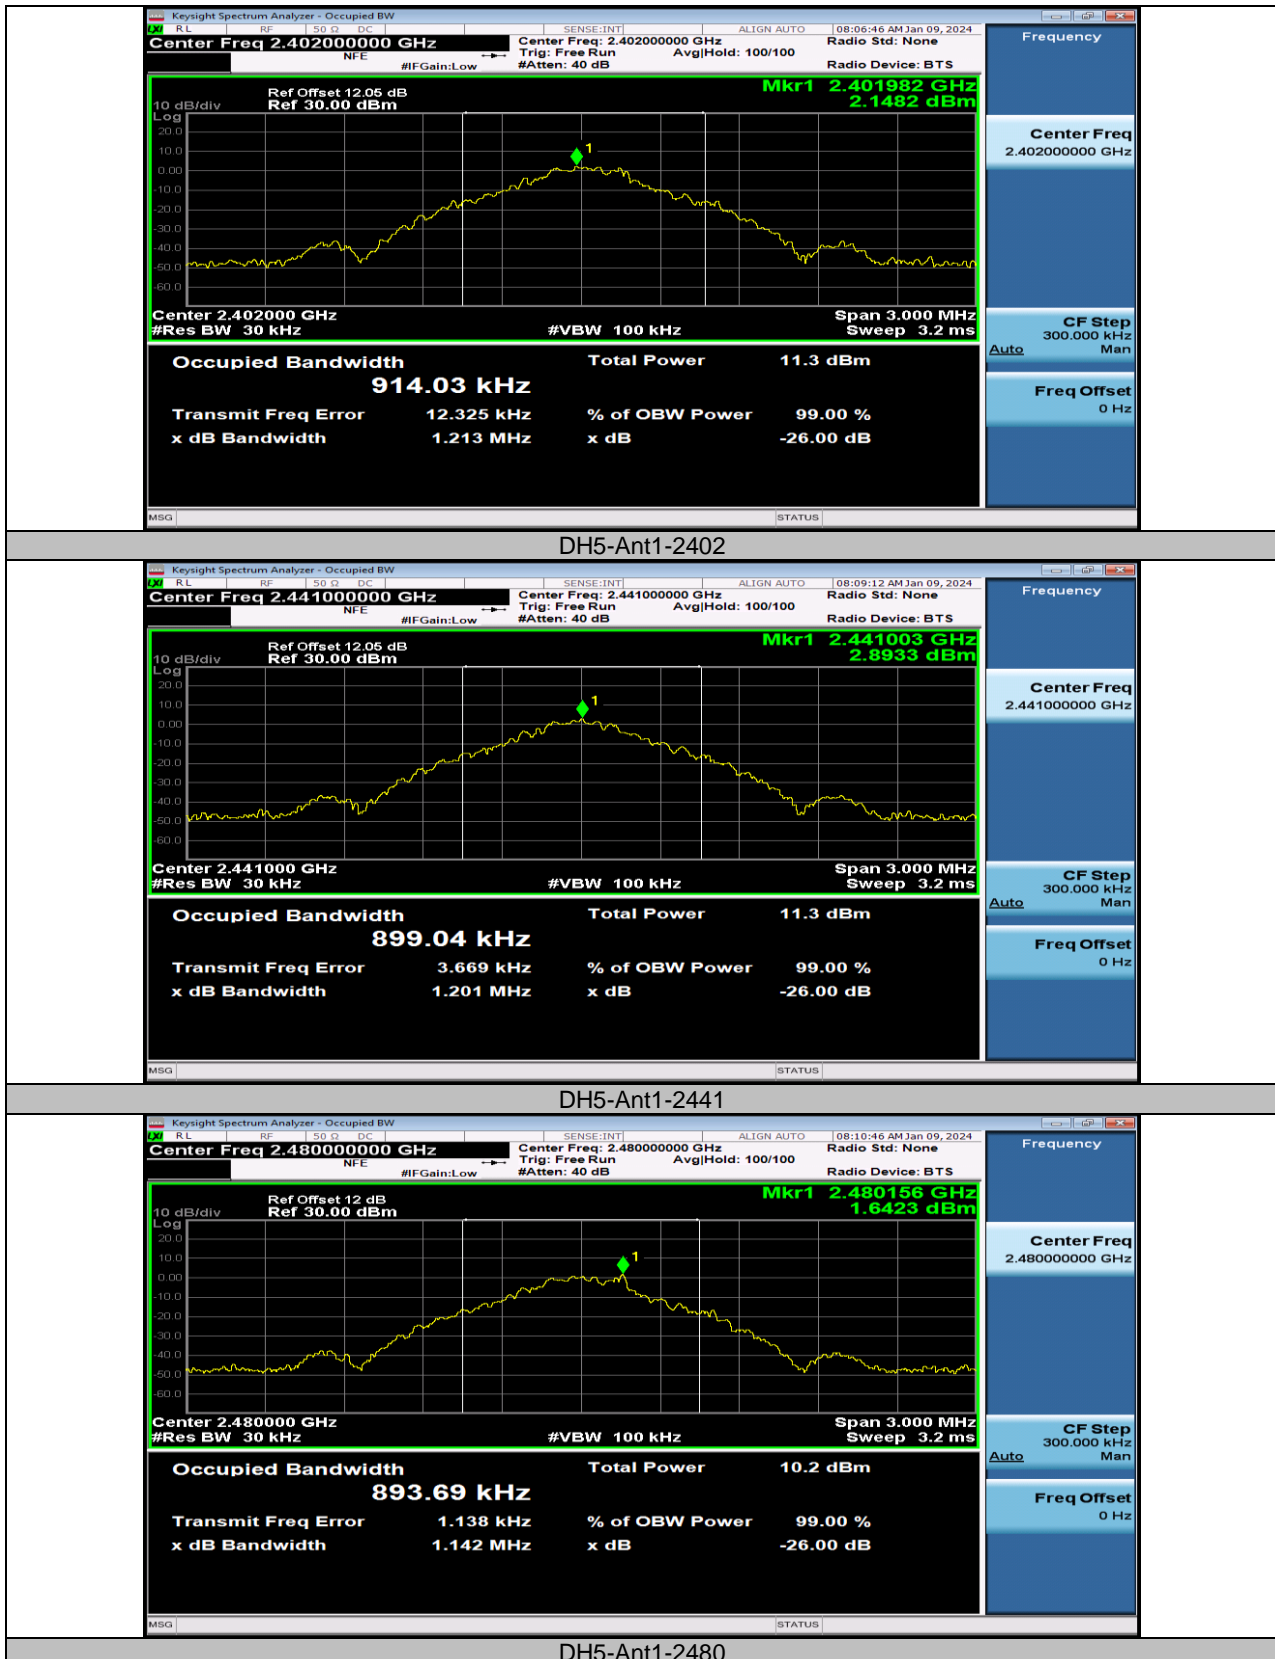 Keysight Spectrum Analyzer - Occupied BW
LXI RL RF 50 Ω DC SENSE:INT ALIGN AUTO 08:06:46 AM Jan 09, 2024
Center Freq 2.402000000 GHz Center Freq: 2.402000000 GHz Radio Std: None Frequency
NFE Trig: Free Run Avg|Hold: 100/100
#IFGain:Low #Atten: 40 dB Radio Device: BTS
Mkr1 2.401982 GHz
Ref Offset 12.05 dB 2.1482 dBm
10 dB/div Ref 30.00 dBm
Log
20.0
10.0
0.00
-10.0
-20.0
-30.0
-40.0
-50.0
-60.0
1
Center Freq
2.402000000 GHz
Center 2.402000 GHz Span 3.000 MHz
#Res BW 30 kHz #VBW 100 kHz Sweep 3.2 ms
CF Step
300.000 kHz
Auto Man
Occupied Bandwidth Total Power 11.3 dBm
914.03 kHz
Freq Offset
0 Hz
Transmit Freq Error 12.325 kHz % of OBW Power 99.00 %
x dB Bandwidth 1.213 MHz x dB -26.00 dB
MSG STATUS
DH5-Ant1-2402
Keysight Spectrum Analyzer - Occupied BW
LXI RL RF 50 Ω DC SENSE:INT ALIGN AUTO 08:09:12 AM Jan 09, 2024
Center Freq 2.441000000 GHz Center Freq: 2.441000000 GHz Radio Std: None Frequency
NFE Trig: Free Run Avg|Hold: 100/100
#IFGain:Low #Atten: 40 dB Radio Device: BTS
Mkr1 2.441003 GHz
Ref Offset 12.05 dB 2.8933 dBm
10 dB/div Ref 30.00 dBm
Log
20.0
10.0
0.00
-10.0
-20.0
-30.0
-40.0
-50.0
-60.0
1
Center Freq
2.441000000 GHz
Center 2.441000 GHz Span 3.000 MHz
#Res BW 30 kHz #VBW 100 kHz Sweep 3.2 ms
CF Step
300.000 kHz
Auto Man
Occupied Bandwidth Total Power 11.3 dBm
899.04 kHz
Freq Offset
0 Hz
Transmit Freq Error 3.669 kHz % of OBW Power 99.00 %
x dB Bandwidth 1.201 MHz x dB -26.00 dB
MSG STATUS
DH5-Ant1-2441
Keysight Spectrum Analyzer - Occupied BW
LXI RL RF 50 Ω DC SENSE:INT ALIGN AUTO 08:10:46 AM Jan 09, 2024
Center Freq 2.480000000 GHz Center Freq: 2.480000000 GHz Radio Std: None Frequency
NFE Trig: Free Run Avg|Hold: 100/100
#IFGain:Low #Atten: 40 dB Radio Device: BTS
Mkr1 2.480156 GHz
Ref Offset 12 dB 1.6423 dBm
10 dB/div Ref 30.00 dBm
Log
20.0
10.0
0.00
-10.0
-20.0
-30.0
-40.0
-50.0
-60.0
1
Center Freq
2.480000000 GHz
Center 2.480000 GHz Span 3.000 MHz
#Res BW 30 kHz #VBW 100 kHz Sweep 3.2 ms
CF Step
300.000 kHz
Auto Man
Occupied Bandwidth Total Power 10.2 dBm
893.69 kHz
Freq Offset
0 Hz
Transmit Freq Error 1.138 kHz % of OBW Power 99.00 %
x dB Bandwidth 1.142 MHz x dB -26.00 dB
MSG STATUS
DH5-Ant1-2480